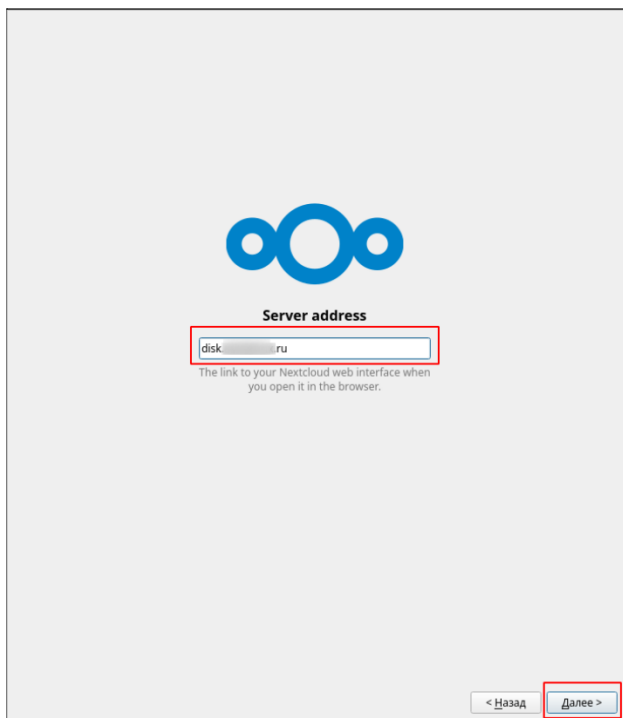 Server address
disk ru
The link to your Nextcloud web interface when
you open it in the browser.
< Назад Далее >